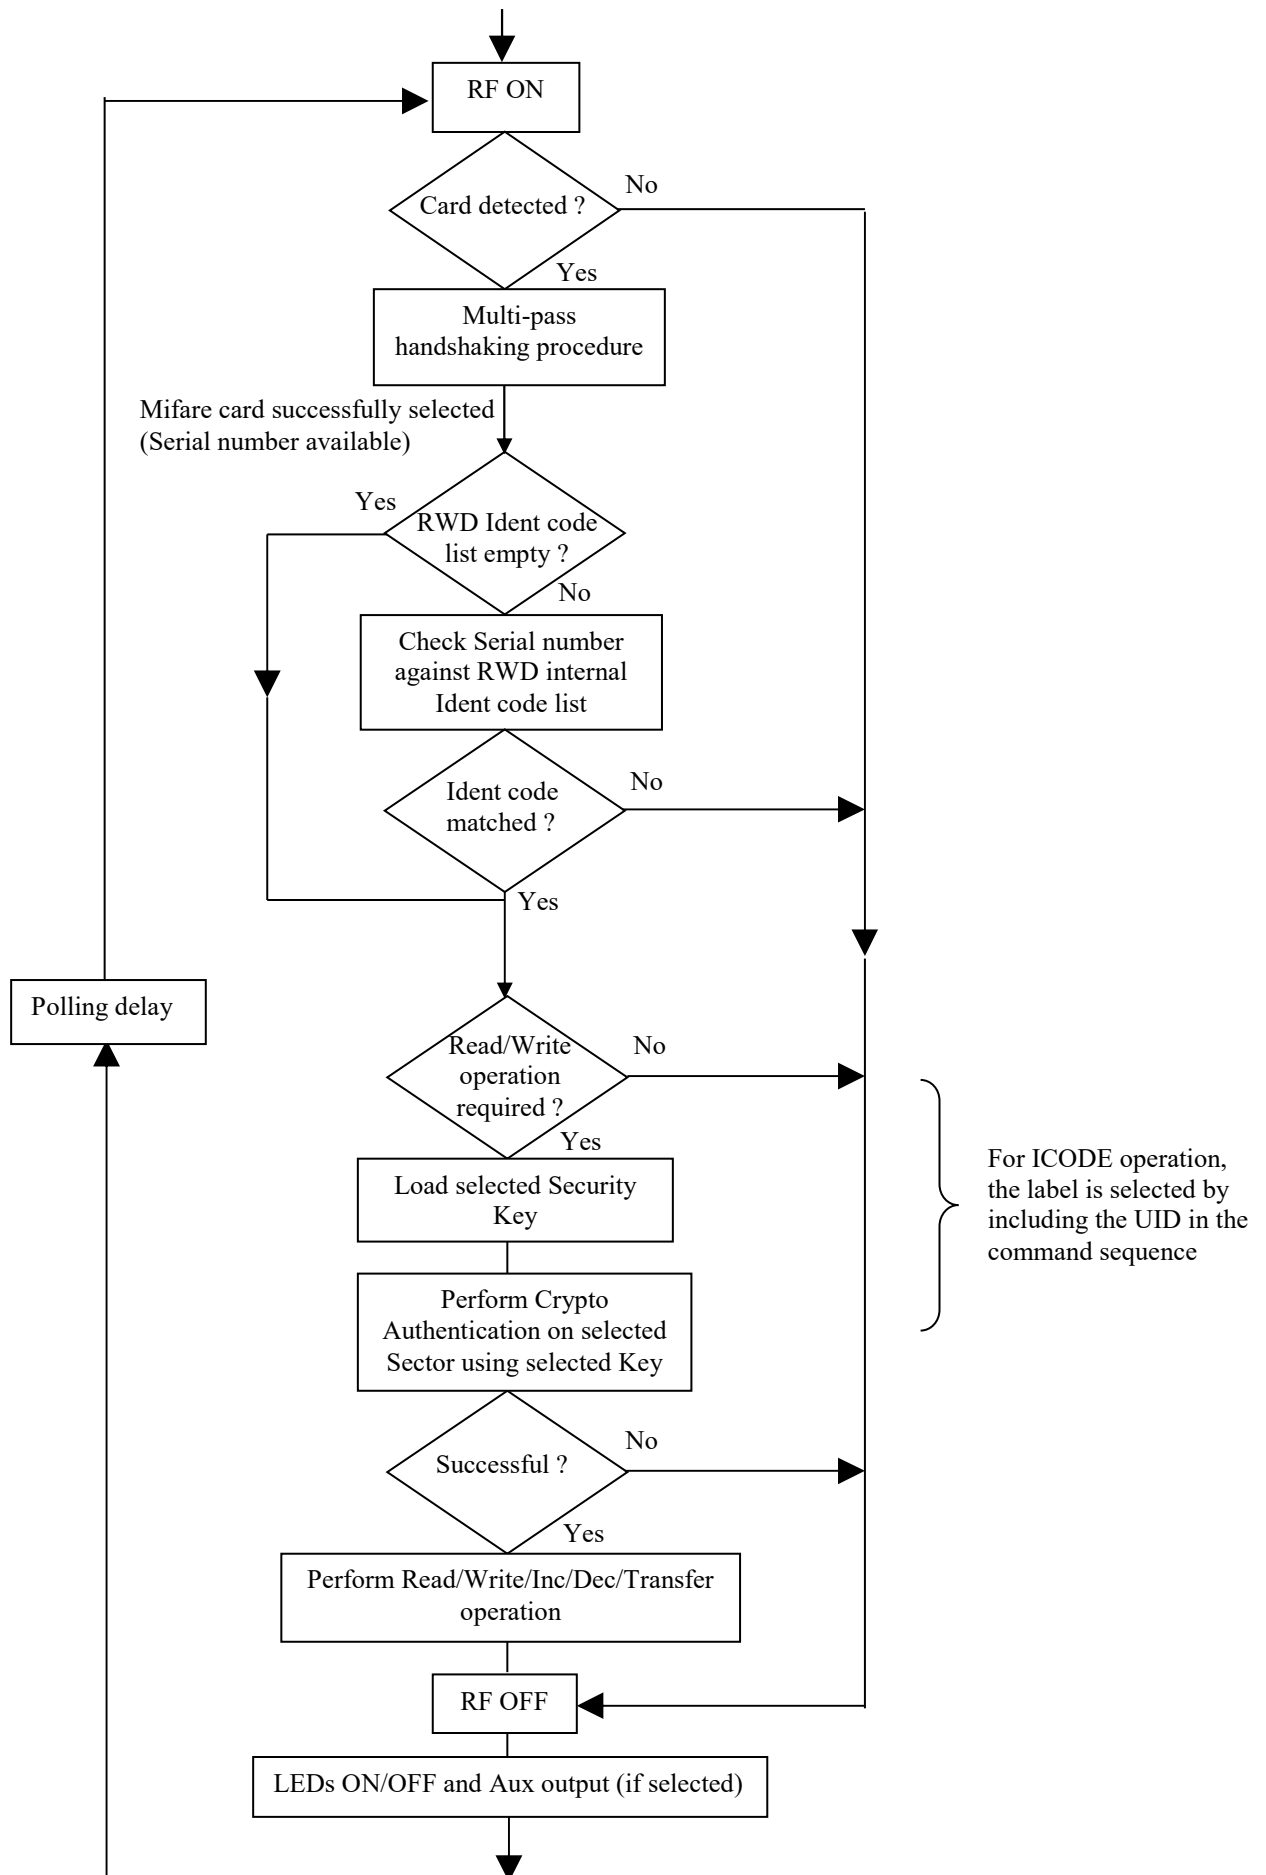 RF ON
No
Card detected ?
Yes
Multi-pass
handshaking procedure
Mifare card successfully selected
(Serial number available)
Yes
RWD Ident code
list empty ?
No
Check Serial number
against RWD internal
Ident code list
No
Ident code
matched ?
Yes
Polling delay
Read/Write
operation
required ?
No
Yes
For ICODE operation,
the label is selected by
including the UID in the
command sequence
Load selected Security
Key
Perform Crypto
Authentication on selected
Sector using selected Key
No
Successful ?
Yes
Perform Read/Write/Inc/Dec/Transfer
operation
RF OFF
LEDs ON/OFF and Aux output (if selected)